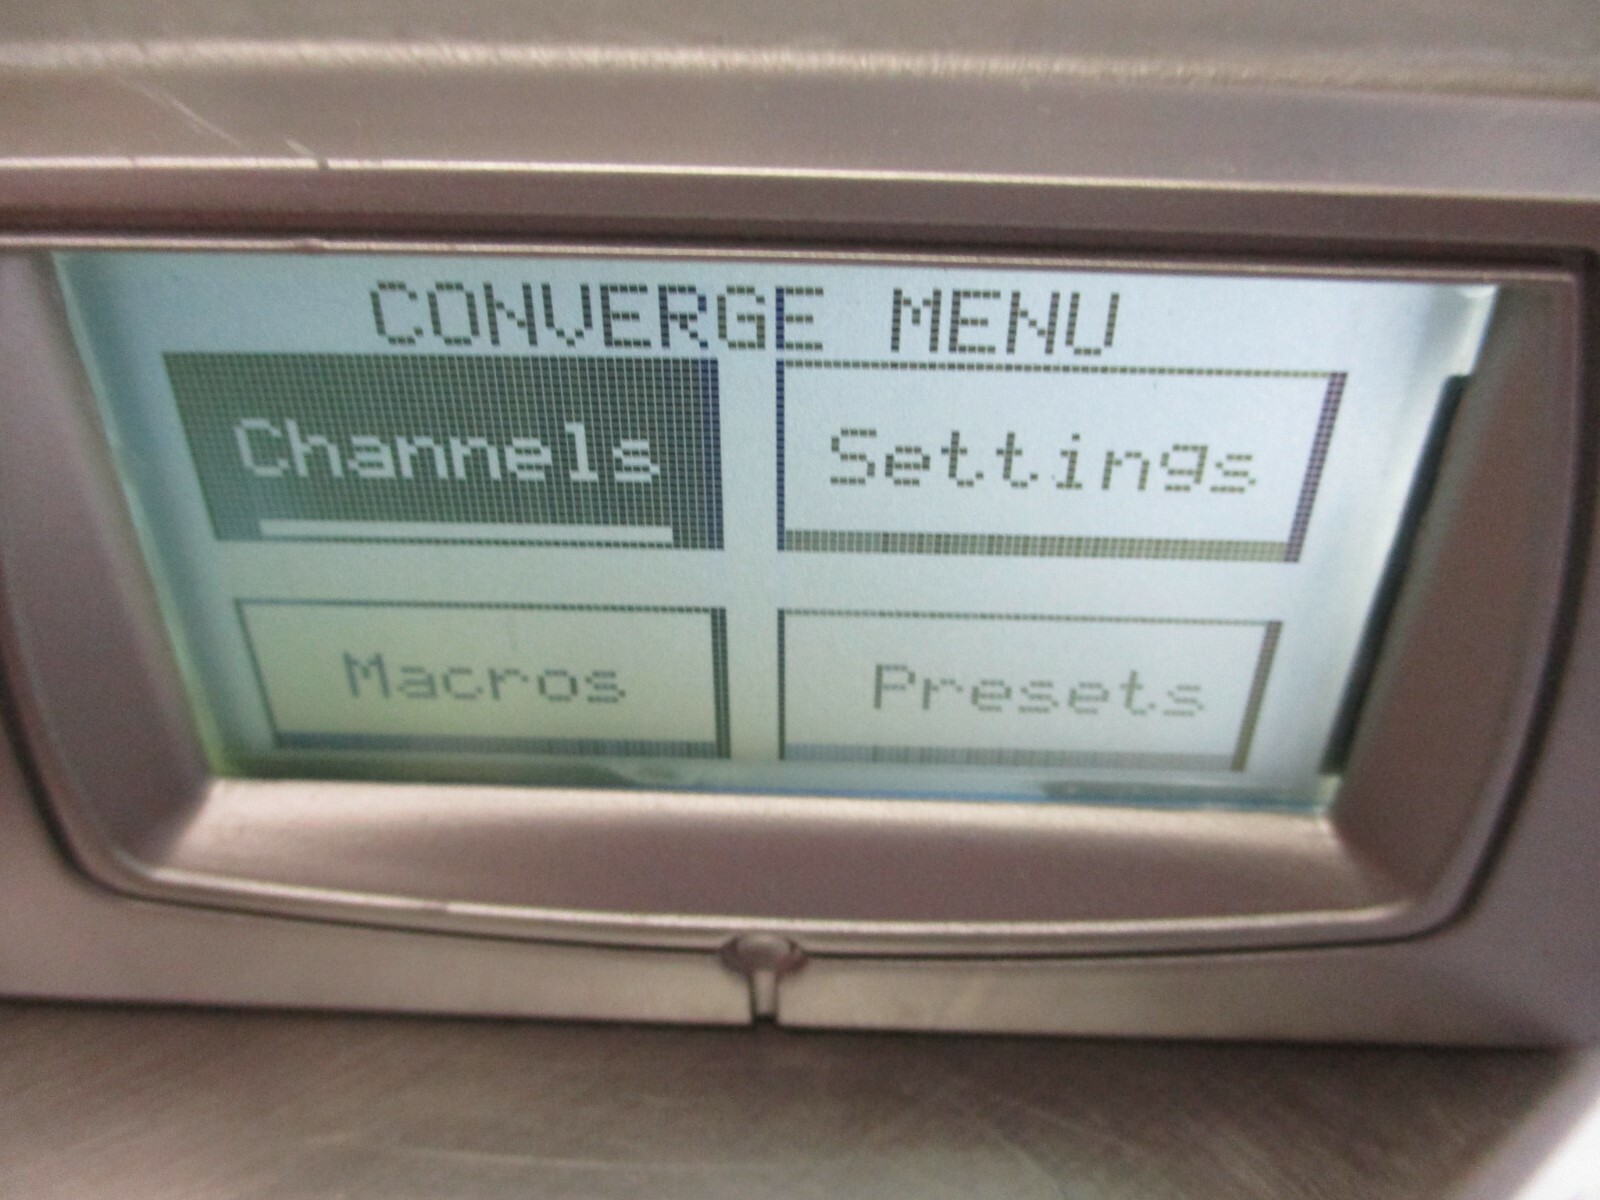 CONVERGE MENU
Channels Settings
Macros Presets